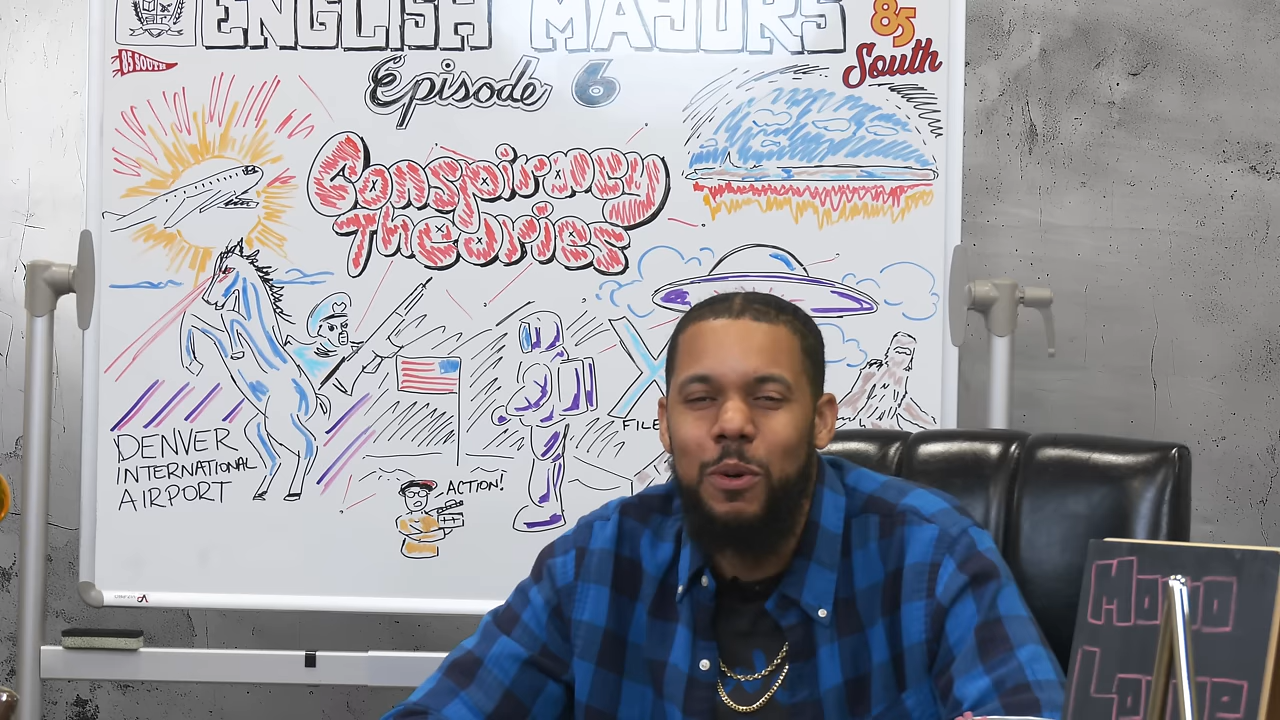 ENGLISH MAJORS
85 SOUTH
85
South
Episode 6
Conspiracy
Theories
DENVER
INTERNATIONAL
AIRPORT
ACTION!
X
FILE